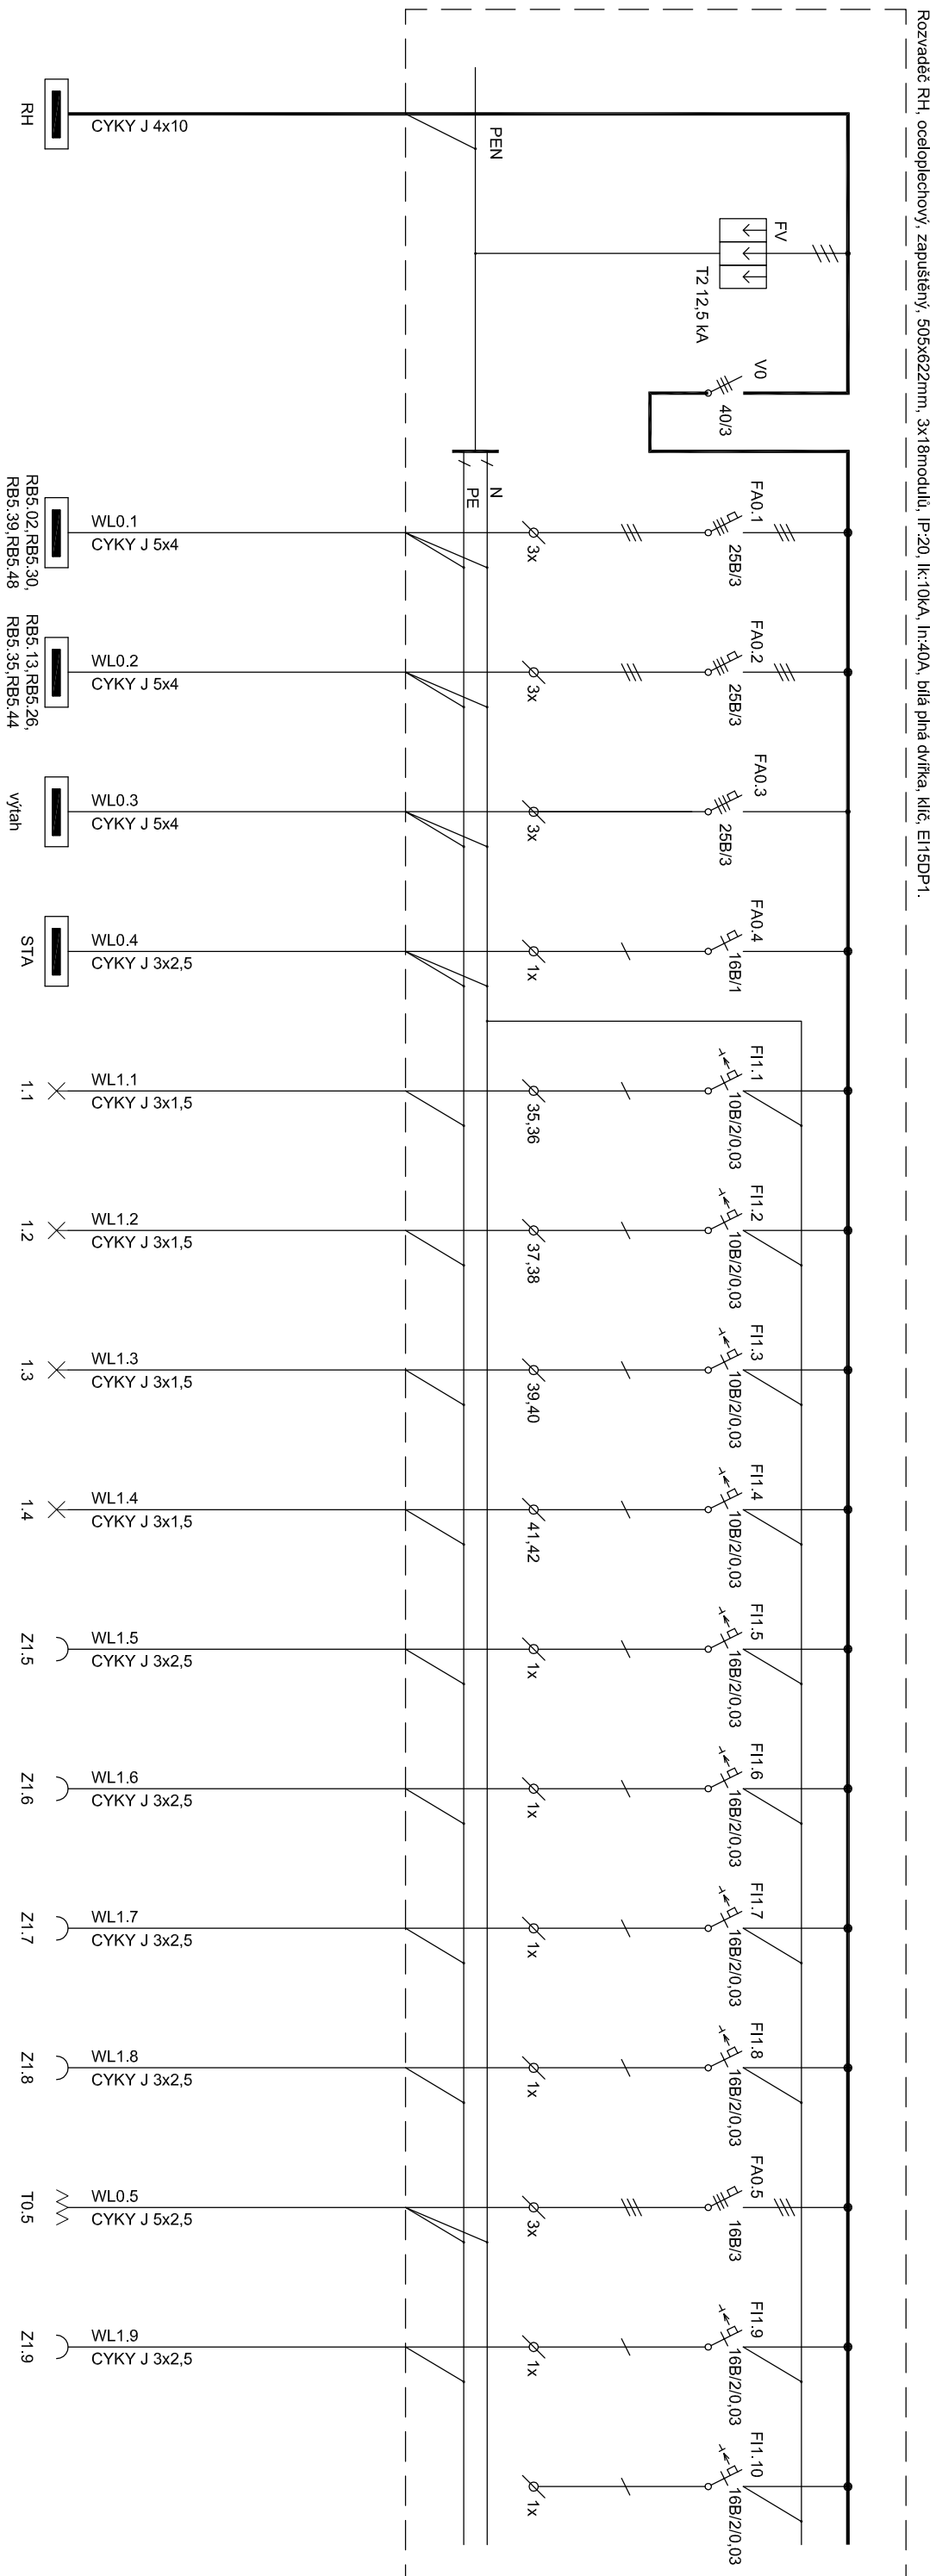 Rozvaděč RH, oceloplechový, zapuštěný, 505x622mm, 3x18modulů, IP:20, Ik:10kA, In:40A, bílá plná dvířka, klíč, EI15DP1.
RH
CYKY J 4x10
PEN
FV
T2 12,5 kA
V0
40/3
N
PE
FA0.1
25B/3
3x
WL0.1
CYKY J 5x4
RB5.02,RB5.30,
RB5.39,RB5.48
FA0.2
25B/3
3x
WL0.2
CYKY J 5x4
RB5.13,RB5.26,
RB5.35,RB5.44
FA0.3
25B/3
3x
WL0.3
CYKY J 5x4
výtah
FA0.4
16B/1
1x
WL0.4
CYKY J 3x2,5
STA
FI1.1
10B/2/0,03
35,36
WL1.1
CYKY J 3x1,5
1.1
FI1.2
10B/2/0,03
37,38
WL1.2
CYKY J 3x1,5
1.2
FI1.3
10B/2/0,03
39,40
WL1.3
CYKY J 3x1,5
1.3
FI1.4
10B/2/0,03
41,42
WL1.4
CYKY J 3x1,5
1.4
FI1.5
16B/2/0,03
1x
WL1.5
CYKY J 3x2,5
Z1.5
FI1.6
16B/2/0,03
1x
WL1.6
CYKY J 3x2,5
Z1.6
FI1.7
16B/2/0,03
1x
WL1.7
CYKY J 3x2,5
Z1.7
FI1.8
16B/2/0,03
1x
WL1.8
CYKY J 3x2,5
Z1.8
FA0.5
16B/3
3x
WL0.5
CYKY J 5x2,5
T0.5
FI1.9
16B/2/0,03
1x
WL1.9
CYKY J 3x2,5
Z1.9
FI1.10
16B/2/0,03
1x